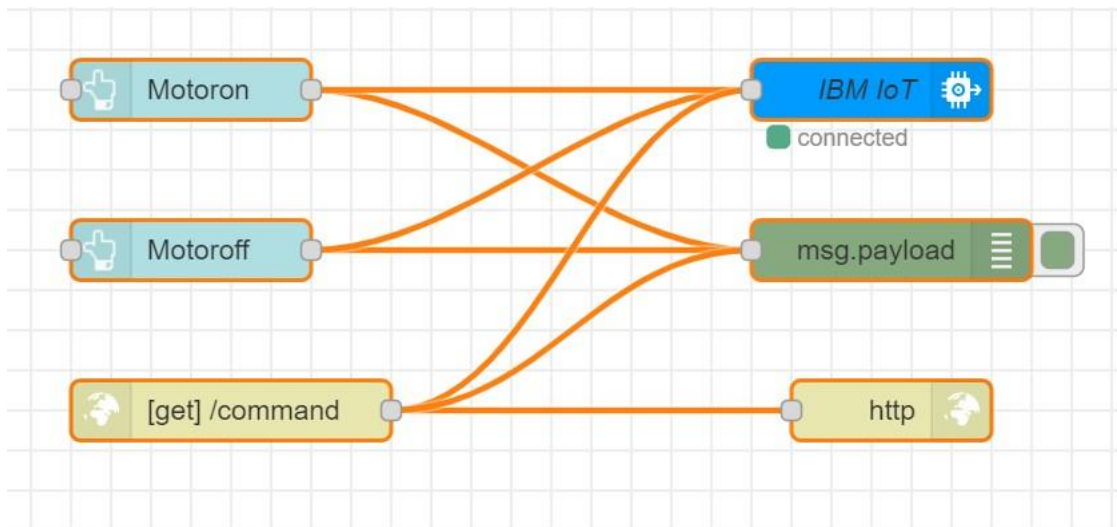 Motoron
IBM IoT
connected
Motoroff
msg.payload
[get] /command
http